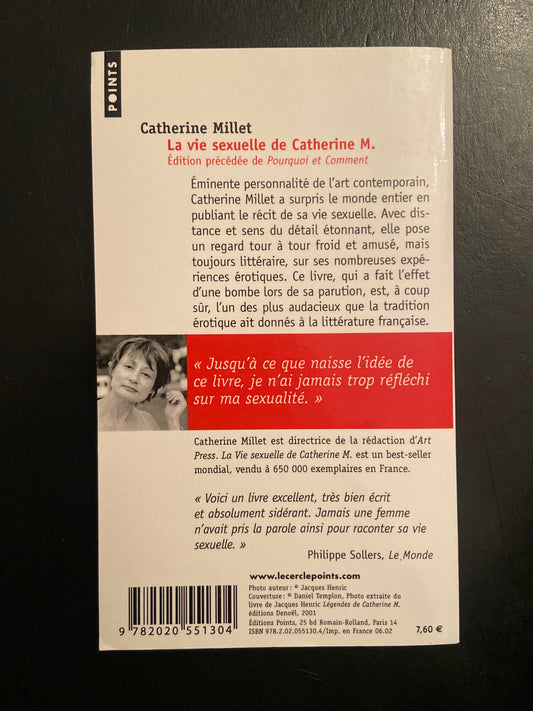 POINTS
Catherine Millet
La vie sexuelle de Catherine M.
Édition précédée de Pourquoi et Comment
Éminente personnalité de l'art contemporain,
Catherine Millet a surpris le monde entier en
publiant le récit de sa vie sexuelle. Avec dis-
tance et sens du détail étonnant, elle pose
un regard tour à tour froid et amusé, mais
toujours littéraire, sur ses nombreuses expé-
riences érotiques. Ce livre, qui a fait l'effet
d'une bombe lors de sa parution, est, à coup
sûr, l'un des plus audacieux que la tradition
érotique ait donnés à la littérature française.
« Jusqu'à ce que naisse l'idée de
ce livre, je n'ai jamais trop réfléchi
sur ma sexualité. »
Catherine Millet est directrice de la rédaction d'Art
Press. La Vie sexuelle de Catherine M. est un best-seller
mondial, vendu à 650 000 exemplaires en France.
« Voici un livre excellent, très bien écrit
et absolument sidérant. Jamais une femme
n'avait pris la parole ainsi pour raconter sa vie
sexuelle. »
Philippe Sollers, Le Monde
www.lecerclepoints.com
Photo auteur : © Jacques Henric
Couverture : © Daniel Templon, Photo extraite du
livre de Jacques Henric Légendes de Catherine M.
éditions Denoël, 2001
Éditions Points, 25 bd Romain-Rolland, Paris 14
ISBN 978.2.02.055130.4/Imp. en France 06.02
7,60 €
9 782020 551304